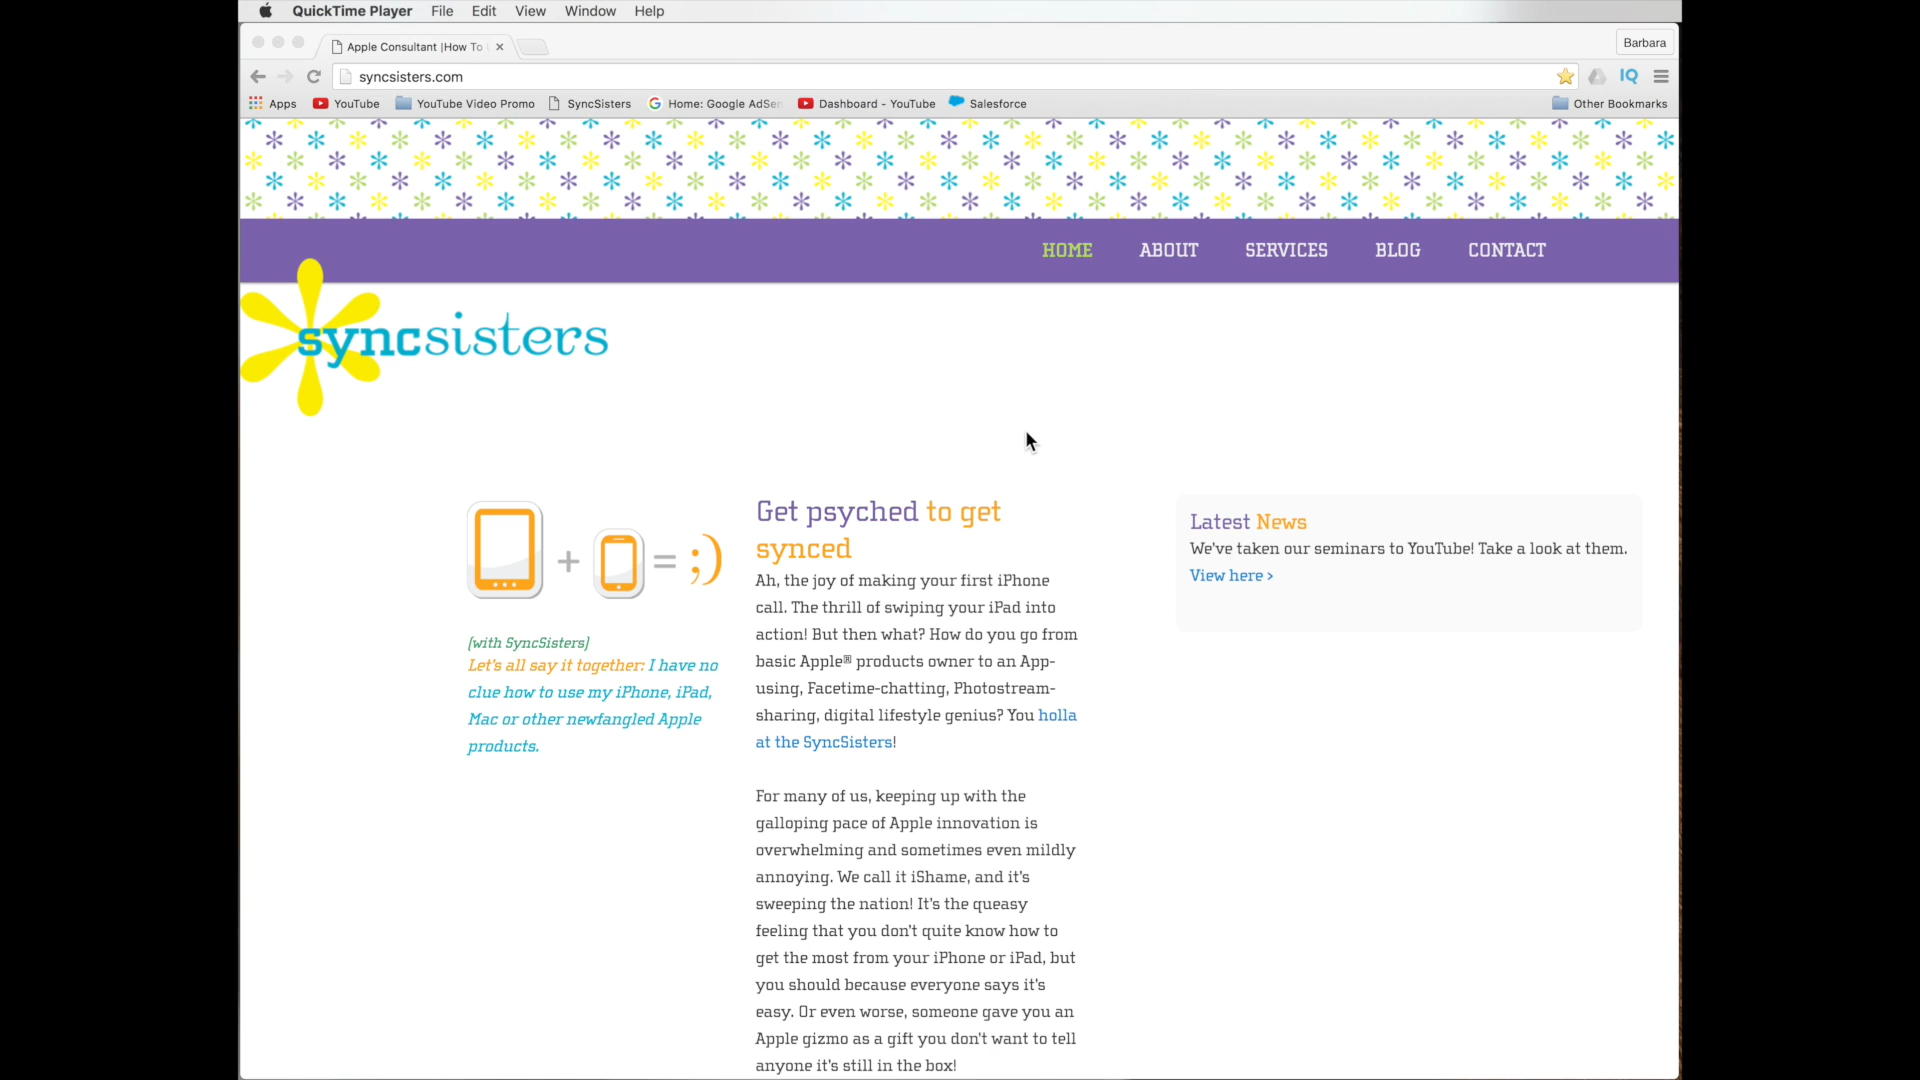 QuickTime Player File Edit View Window Help
Apple Consultant |How To
Barbara
syncsisters.com
IQ
Apps YouTube YouTube Video Promo SyncSisters Home: Google AdSen Dashboard - YouTube Salesforce Other Bookmarks
HOME ABOUT SERVICES BLOG CONTACT
syncsisters
+ = ;)
(with SyncSisters)
Let's all say it together: I have no
clue how to use my iPhone, iPad,
Mac or other newfangled Apple
products.
Get psyched to get
synced
Ah, the joy of making your first iPhone
call. The thrill of swiping your iPad into
action! But then what? How do you go from
basic Apple® products owner to an App-
using, Facetime-chatting, Photostream-
sharing, digital lifestyle genius? You holla
at the SyncSisters!
For many of us, keeping up with the
galloping pace of Apple innovation is
overwhelming and sometimes even mildly
annoying. We call it iShame, and it's
sweeping the nation! It's the queasy
feeling that you don't quite know how to
get the most from your iPhone or iPad, but
you should because everyone says it's
easy. Or even worse, someone gave you an
Apple gizmo as a gift you don't want to tell
anyone it's still in the box!
Latest News
We've taken our seminars to YouTube! Take a look at them.
View here >